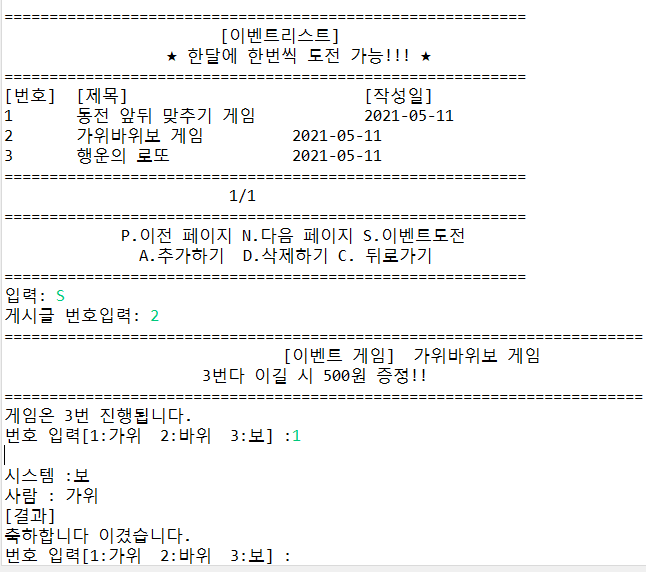 ==========================================================
[이벤트리스트]
★ 한달에 한번씩 도전 가능!!! ★
==========================================================
[번호] [제목] [작성일]
1 동전 앞뒤 맞추기 게임 2021-05-11
2 가위바위보 게임 2021-05-11
3 행운의 로또 2021-05-11
==========================================================
1/1
==========================================================
P.이전 페이지 N.다음 페이지 S.이벤트도전
A.추가하기 D.삭제하기 C. 뒤로가기
==========================================================
입력: S
게시글 번호입력: 2
=======================================================================
[이벤트 게임] 가위바위보 게임
3번다 이길 시 500원 증정!!
=======================================================================
게임은 3번 진행됩니다.
번호 입력[1:가위 2:바위 3:보] :1
시스템 :보
사람 : 가위
[결과]
축하합니다 이겼습니다.
번호 입력[1:가위 2:바위 3:보] :